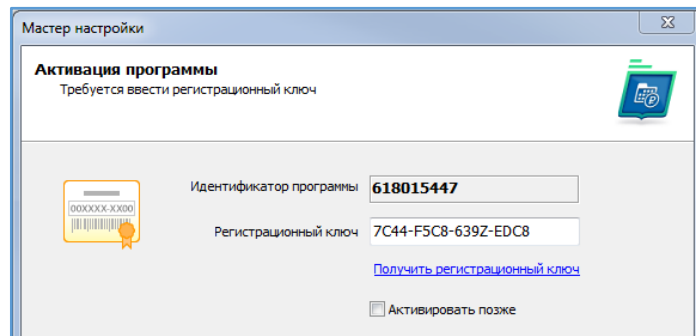 Мастер настройки
Активация программы
Требуется ввести регистрационный ключ
00XXXX-XX00
Идентификатор программы 618015447
Регистрационный ключ 7C44-F5C8-639Z-EDC8
Получить регистрационный ключ
Активировать позже